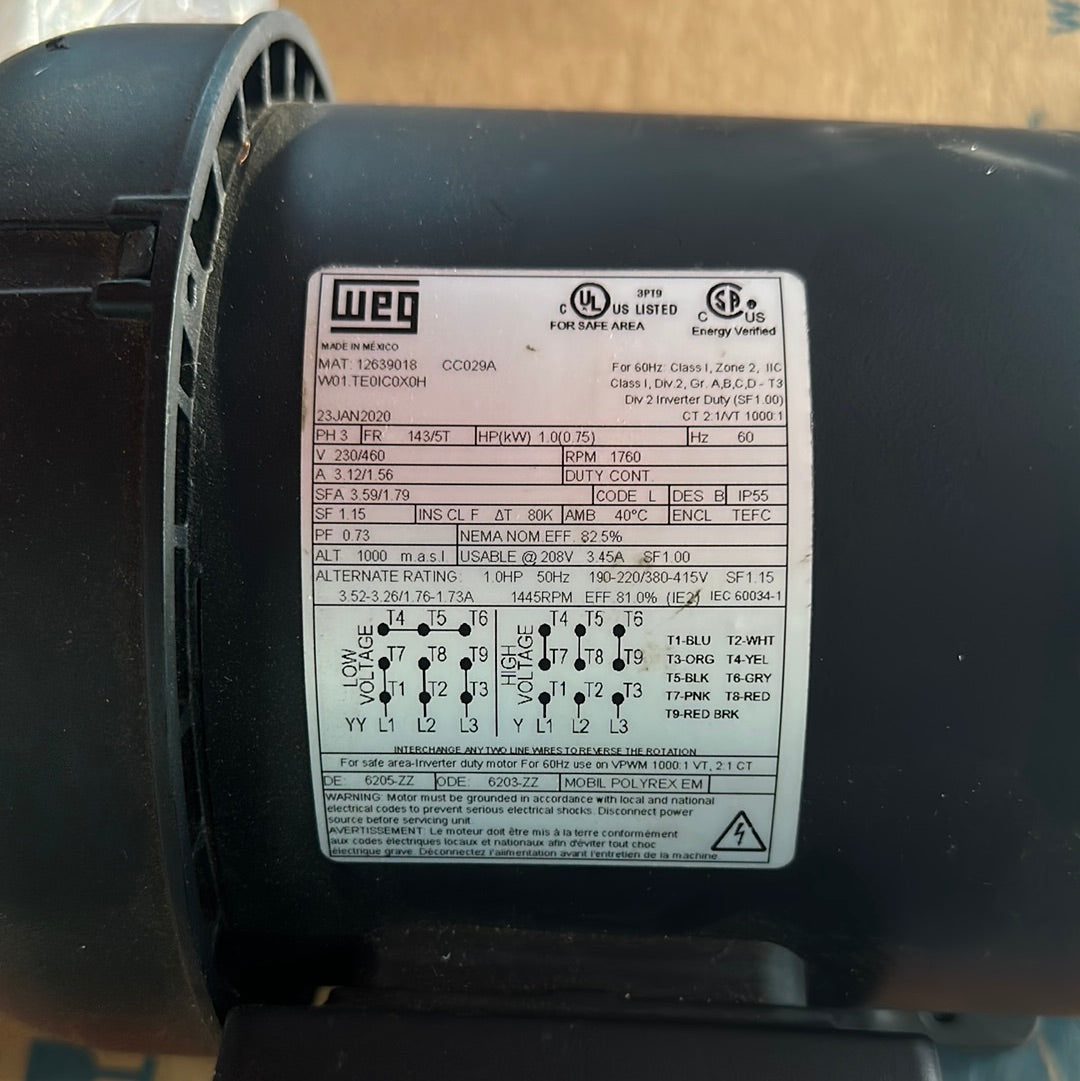 WEG
C UL US LISTED 3PT9
FOR SAFE AREA
C SP® US
Energy Verified
MADE IN MÉXICO
MAT: 12639018 CC029A
W01.TE0IC0X0H
For 60Hz: Class I, Zone 2, IIC
Class I, Div.2, Gr. A,B,C,D - T3
Div 2 Inverter Duty (SF1.00)
23JAN2020 CT 2:1/VT 1000:1
PH 3 FR 143/5T HP(kW) 1.0(0.75) Hz 60
V 230/460 RPM 1760
A 3.12/1.56 DUTY CONT.
SFA 3.59/1.79 CODE L DES B IP55
SF 1.15 INS CL F ΔT 80K AMB 40°C ENCL TEFC
PF 0.73 NEMA NOM.EFF. 82.5%
ALT 1000 m.a.s.l USABLE @ 208V 3.45A SF1.00
ALTERNATE RATING: 1.0HP 50Hz 190-220/380-415V SF1.15
3.52-3.26/1.76-1.73A 1445RPM EFF.81.0% (IE2) IEC 60034-1
LOW VOLTAGE
T4 T5 T6
T7 T8 T9
T1 T2 T3
YY L1 L2 L3
HIGH VOLTAGE
T4 T5 T6
T7 T8 T9
T1 T2 T3
Y L1 L2 L3
T1-BLU T2-WHT
T3-ORG T4-YEL
T5-BLK T6-GRY
T7-PNK T8-RED
T9-RED BRK
INTERCHANGE ANY TWO LINE WIRES TO REVERSE THE ROTATION
For safe area-Inverter duty motor For 60Hz use on VPWM 1000:1 VT, 2:1 CT
DE: 6205-ZZ ODE: 6203-ZZ MOBIL POLYREX EM
WARNING: Motor must be grounded in accordance with local and national
electrical codes to prevent serious electrical shocks. Disconnect power
source before servicing unit.
AVERTISSEMENT: Le moteur doit être mis à la terre conformément
aux codes électriques locaux et nationaux afin d'éviter tout choc
électrique grave. Déconnectez l'alimentation avant l'entretien de la machine